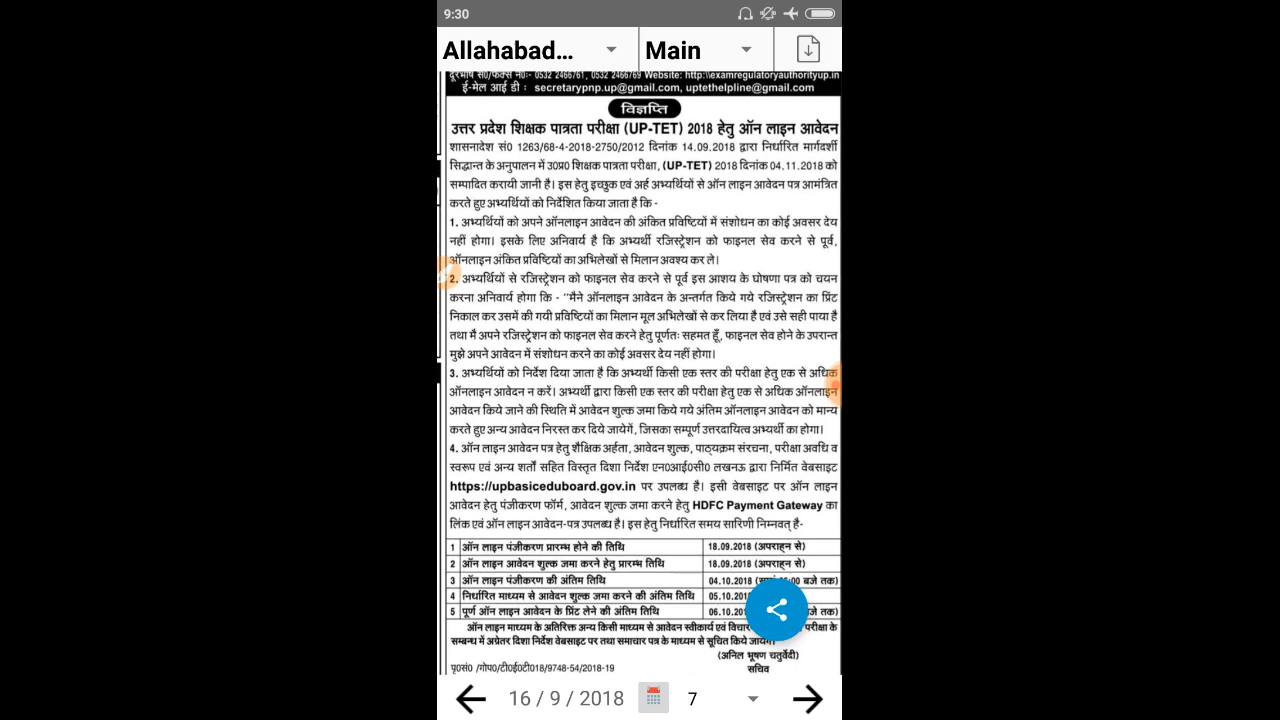 9:30
Allahabad... Main
दूरभाष स0/फैक्स न0:- 0532 2466761, 0532 2466769 Website: http:\\examregulatoryauthorityup.in
ई-मेल आई डी : secretarypnp.up@gmail.com, uptethelpline@gmail.com
विज्ञप्ति
उत्तर प्रदेश शिक्षक पात्रता परीक्षा (UP-TET) 2018 हेतु ऑन लाइन आवेदन
शासनादेश सं0 1263/68-4-2018-2750/2012 दिनांक 14.09.2018 द्वारा निर्धारित मार्गदर्शी
सिद्धान्त के अनुपालन में उ0प्र0 शिक्षक पात्रता परीक्षा, (UP-TET) 2018 दिनांक 04.11.2018 को
सम्पादित करायी जानी है। इस हेतु इच्छुक एवं अर्ह अभ्यर्थियों से ऑन लाइन आवेदन पत्र आमंत्रित
करते हुए अभ्यर्थियों को निर्देशित किया जाता है कि -
1. अभ्यर्थियों को अपने ऑनलाइन आवेदन की अंकित प्रविष्टियों में संशोधन का कोई अवसर देय
नहीं होगा। इसके लिए अनिवार्य है कि अभ्यर्थी रजिस्ट्रेशन को फाइनल सेव करने से पूर्व,
ऑनलाइन अंकित प्रविष्टियों का अभिलेखों से मिलान अवश्य कर ले।
2. अभ्यर्थियों से रजिस्ट्रेशन को फाइनल सेव करने से पूर्व इस आशय के घोषणा पत्र को चयन
करना अनिवार्य होगा कि - "मैने ऑनलाइन आवेदन के अन्तर्गत किये गये रजिस्ट्रेशन का प्रिंट
निकाल कर उसमें की गयी प्रविष्टियों का मिलान मूल अभिलेखों से कर लिया है एवं उसे सही पाया है
तथा मै अपने रजिस्ट्रेशन को फाइनल सेव करने हेतु पूर्णतः सहमत हूँ, फाइनल सेव होने के उपरान्त
मुझे अपने आवेदन में संशोधन करने का कोई अवसर देय नहीं होगा।
3. अभ्यर्थियों को निर्देश दिया जाता है कि अभ्यर्थी किसी एक स्तर की परीक्षा हेतु एक से अधिक
ऑनलाइन आवेदन न करें। अभ्यर्थी द्वारा किसी एक स्तर की परीक्षा हेतु एक से अधिक ऑनलाइन
आवेदन किये जाने की स्थिति में आवेदन शुल्क जमा किये गये अंतिम ऑनलाइन आवेदन को मान्य
करते हुए अन्य आवेदन निरस्त कर दिये जायेगें, जिसका सम्पूर्ण उत्तरदायित्व अभ्यर्थी का होगा।
4. ऑन लाइन आवेदन पत्र हेतु शैक्षिक अर्हता, आवेदन शुल्क, पाठ्यक्रम संरचना, परीक्षा अवधि व
स्वरूप एवं अन्य शर्तों सहित विस्तृत दिशा निर्देश एन0आई0सी0 लखनऊ द्वारा निर्मित वेबसाइट
https://upbasiceduboard.gov.in पर उपलब्ध है। इसी वेबसाइट पर ऑन लाइन
आवेदन हेतु पंजीकरण फॉर्म, आवेदन शुल्क जमा करने हेतु HDFC Payment Gateway का
लिंक एवं ऑन लाइन आवेदन-पत्र उपलब्ध है। इस हेतु निर्धारित समय सारिणी निम्नवत् है-
1 ऑन लाइन पंजीकरण प्रारम्भ होने की तिथि 18.09.2018 (अपराह्न से)
2 ऑन लाइन आवेदन शुल्क जमा करने हेतु प्रारम्भ तिथि 18.09.2018 (अपराह्न से)
3 ऑन लाइन पंजीकरण की अंतिम तिथि 04.10.2018 :00 बजे तक)
4 निर्धारित माध्यम से आवेदन शुल्क जमा करने की अंतिम तिथि 05.10.201
5 पूर्ण ऑन लाइन आवेदन के प्रिंट लेने की अंतिम तिथि 06.10.201 तक)
ऑन लाइन माध्यम के अतिरिक्त अन्य किसी माध्यम से आवेदन स्वीकार्य एवं परीक्षा के
सम्बन्ध में अग्रेतर दिशा निर्देश वेबसाइट पर तथा समाचार पत्र के माध्यम से सूचित किये जायेंगे।
(अनिल भूषण चतुर्वेदी)
पृ0सं0 /गोप0/टी0ई0टी018/9748-54/2018-19 सचिव
16 / 9 / 2018 7